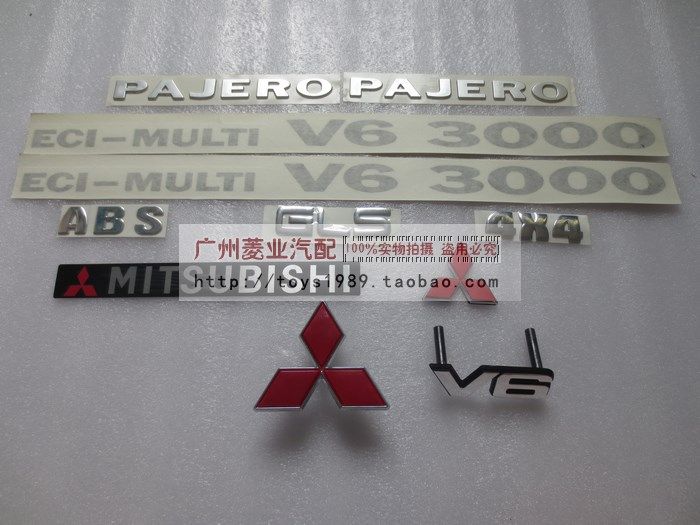 PAJERO PAJERO
ECI-MULTI V6 3000
ECI-MULTI V6 3000
ABS GLS 4X4
广州菱业汽配 100%实物拍摄 盗用必究
MITSUBISHI
http://toys1989.taobao.com
V6